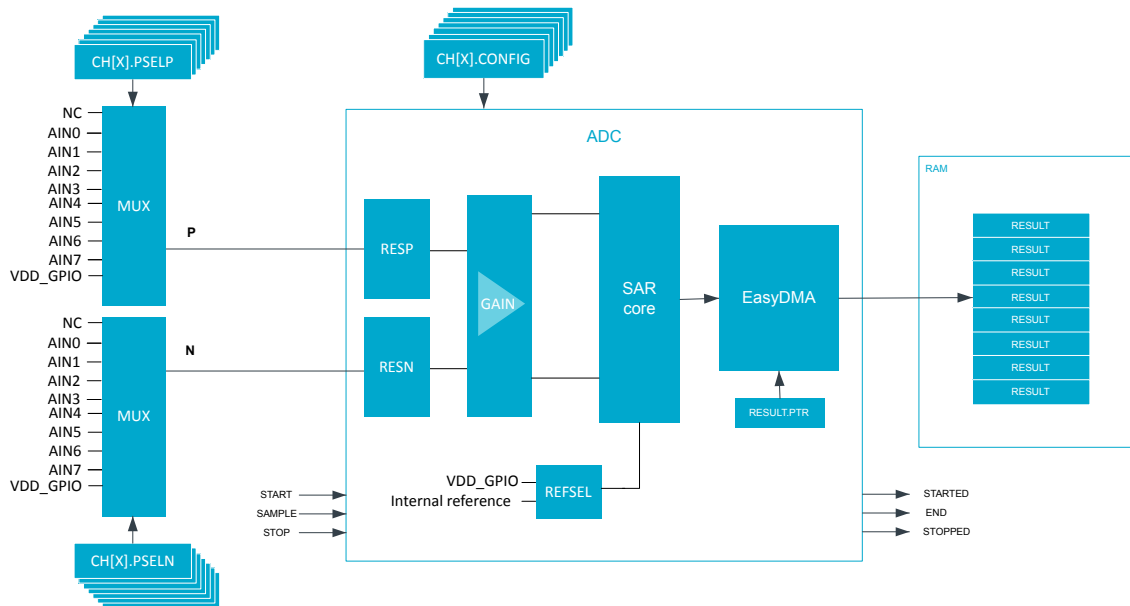 CH[X].PSELP
CH[X].CONFIG
NC
AIN0
AIN1
AIN2
AIN3
AIN4
AIN5
AIN6
AIN7
VDD_GPIO
MUX
P
NC
AIN0
AIN1
AIN2
AIN3
AIN4
AIN5
AIN6
AIN7
VDD_GPIO
MUX
N
CH[X].PSELN
ADC
RESP
RESN
GAIN
SAR
core
EasyDMA
RESULT.PTR
VDD_GPIO
Internal reference
REFSEL
START
SAMPLE
STOP
STARTED
END
STOPPED
RAM
RESULT
RESULT
RESULT
RESULT
RESULT
RESULT
RESULT
RESULT